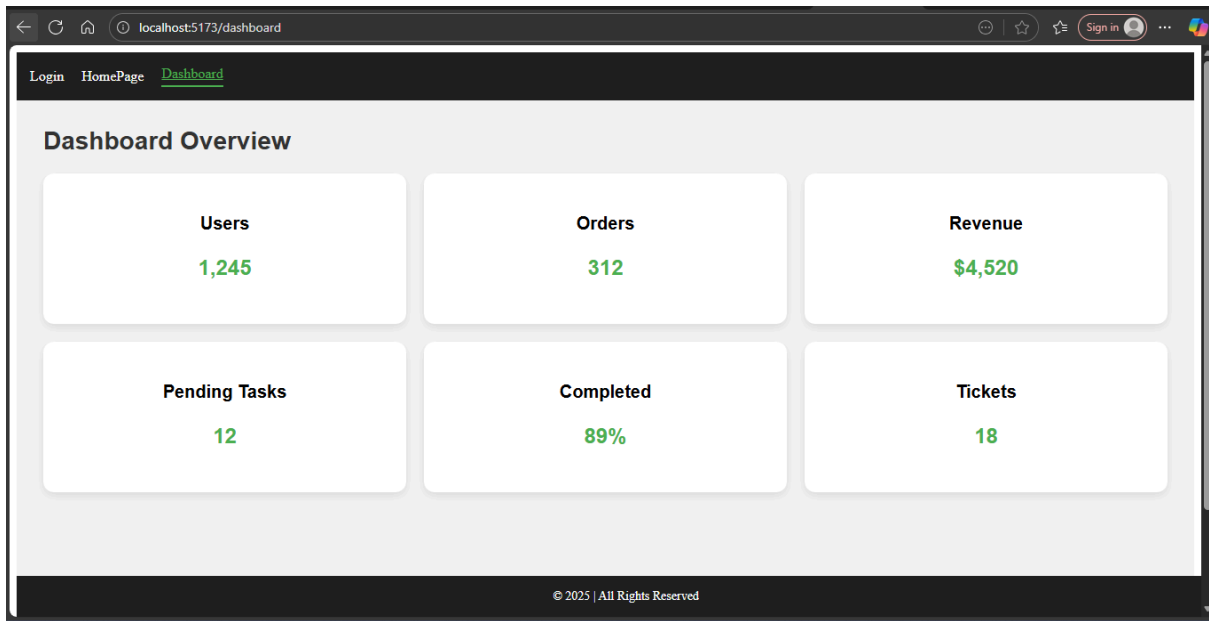 localhost:5173/dashboard
Sign in
Login HomePage Dashboard
Dashboard Overview
Users
1,245
Orders
312
Revenue
$4,520
Pending Tasks
12
Completed
89%
Tickets
18
© 2025 | All Rights Reserved